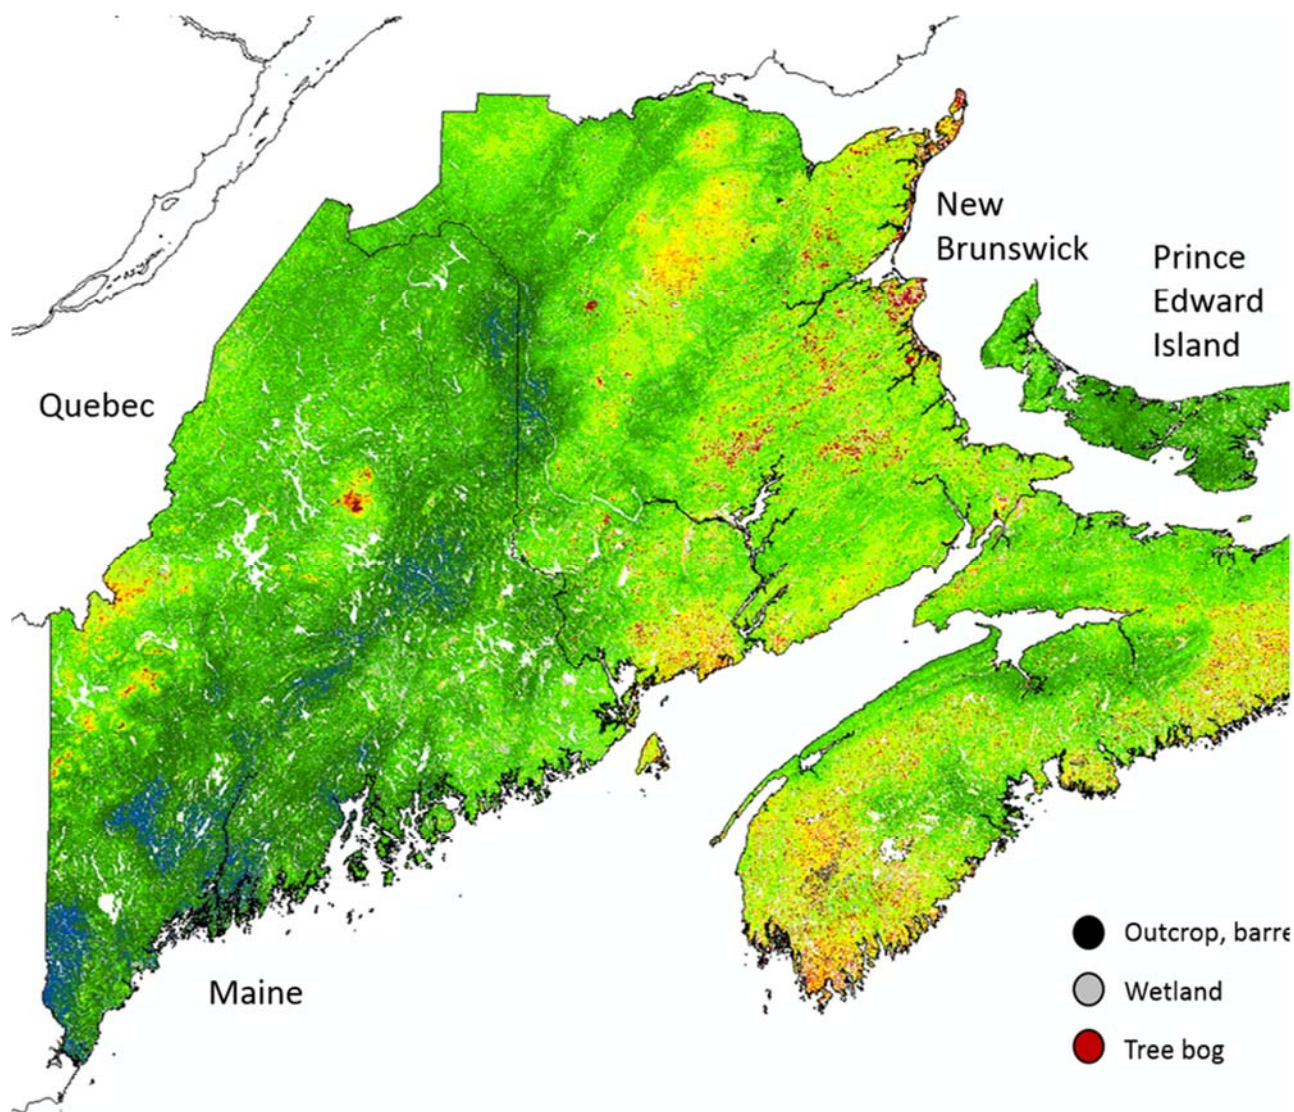 New
Brunswick
Prince
Edward
Island
Quebec
Maine
Outcrop, barre
Wetland
Tree bog